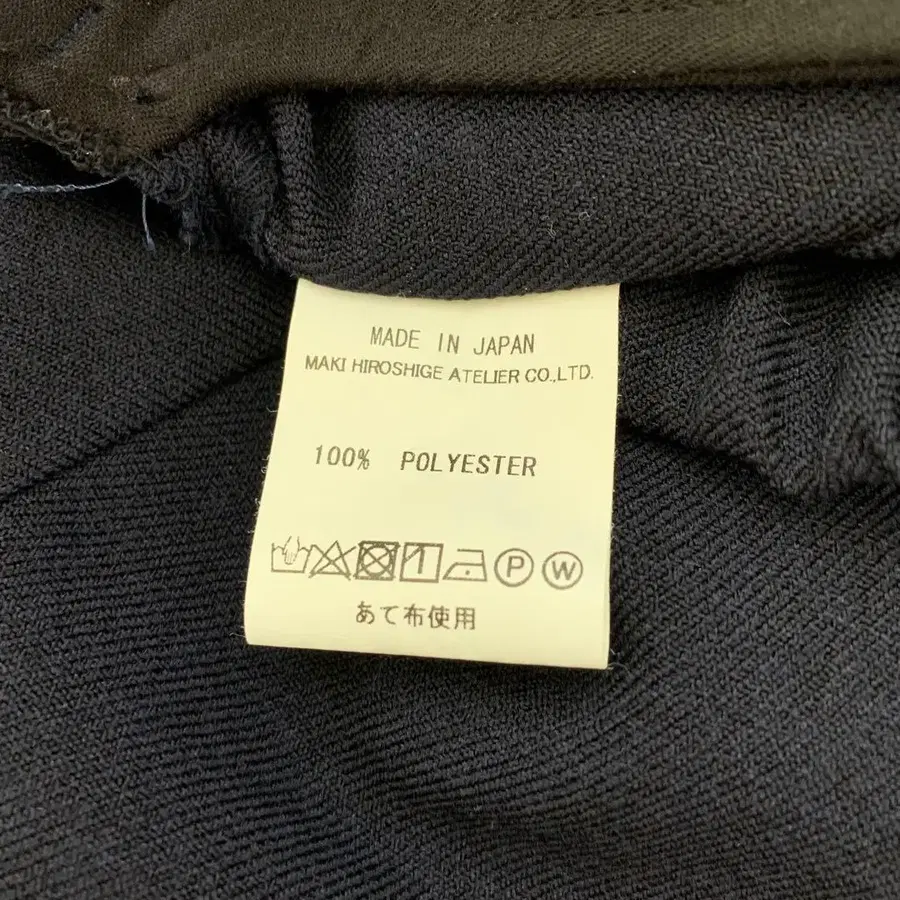 MADE IN JAPAN
MAKI HIROSHIGE ATELIER CO.,LTD.
100% POLYESTER
P W
あて布使用